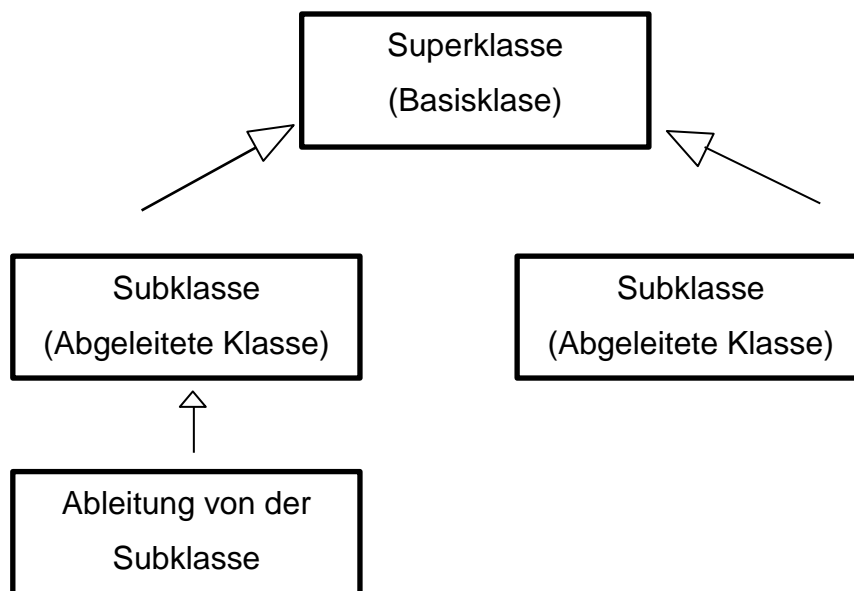 Superklasse
(Basisklase)
Subklasse
(Abgeleitete Klasse)
Subklasse
(Abgeleitete Klasse)
Ableitung von der
Subklasse